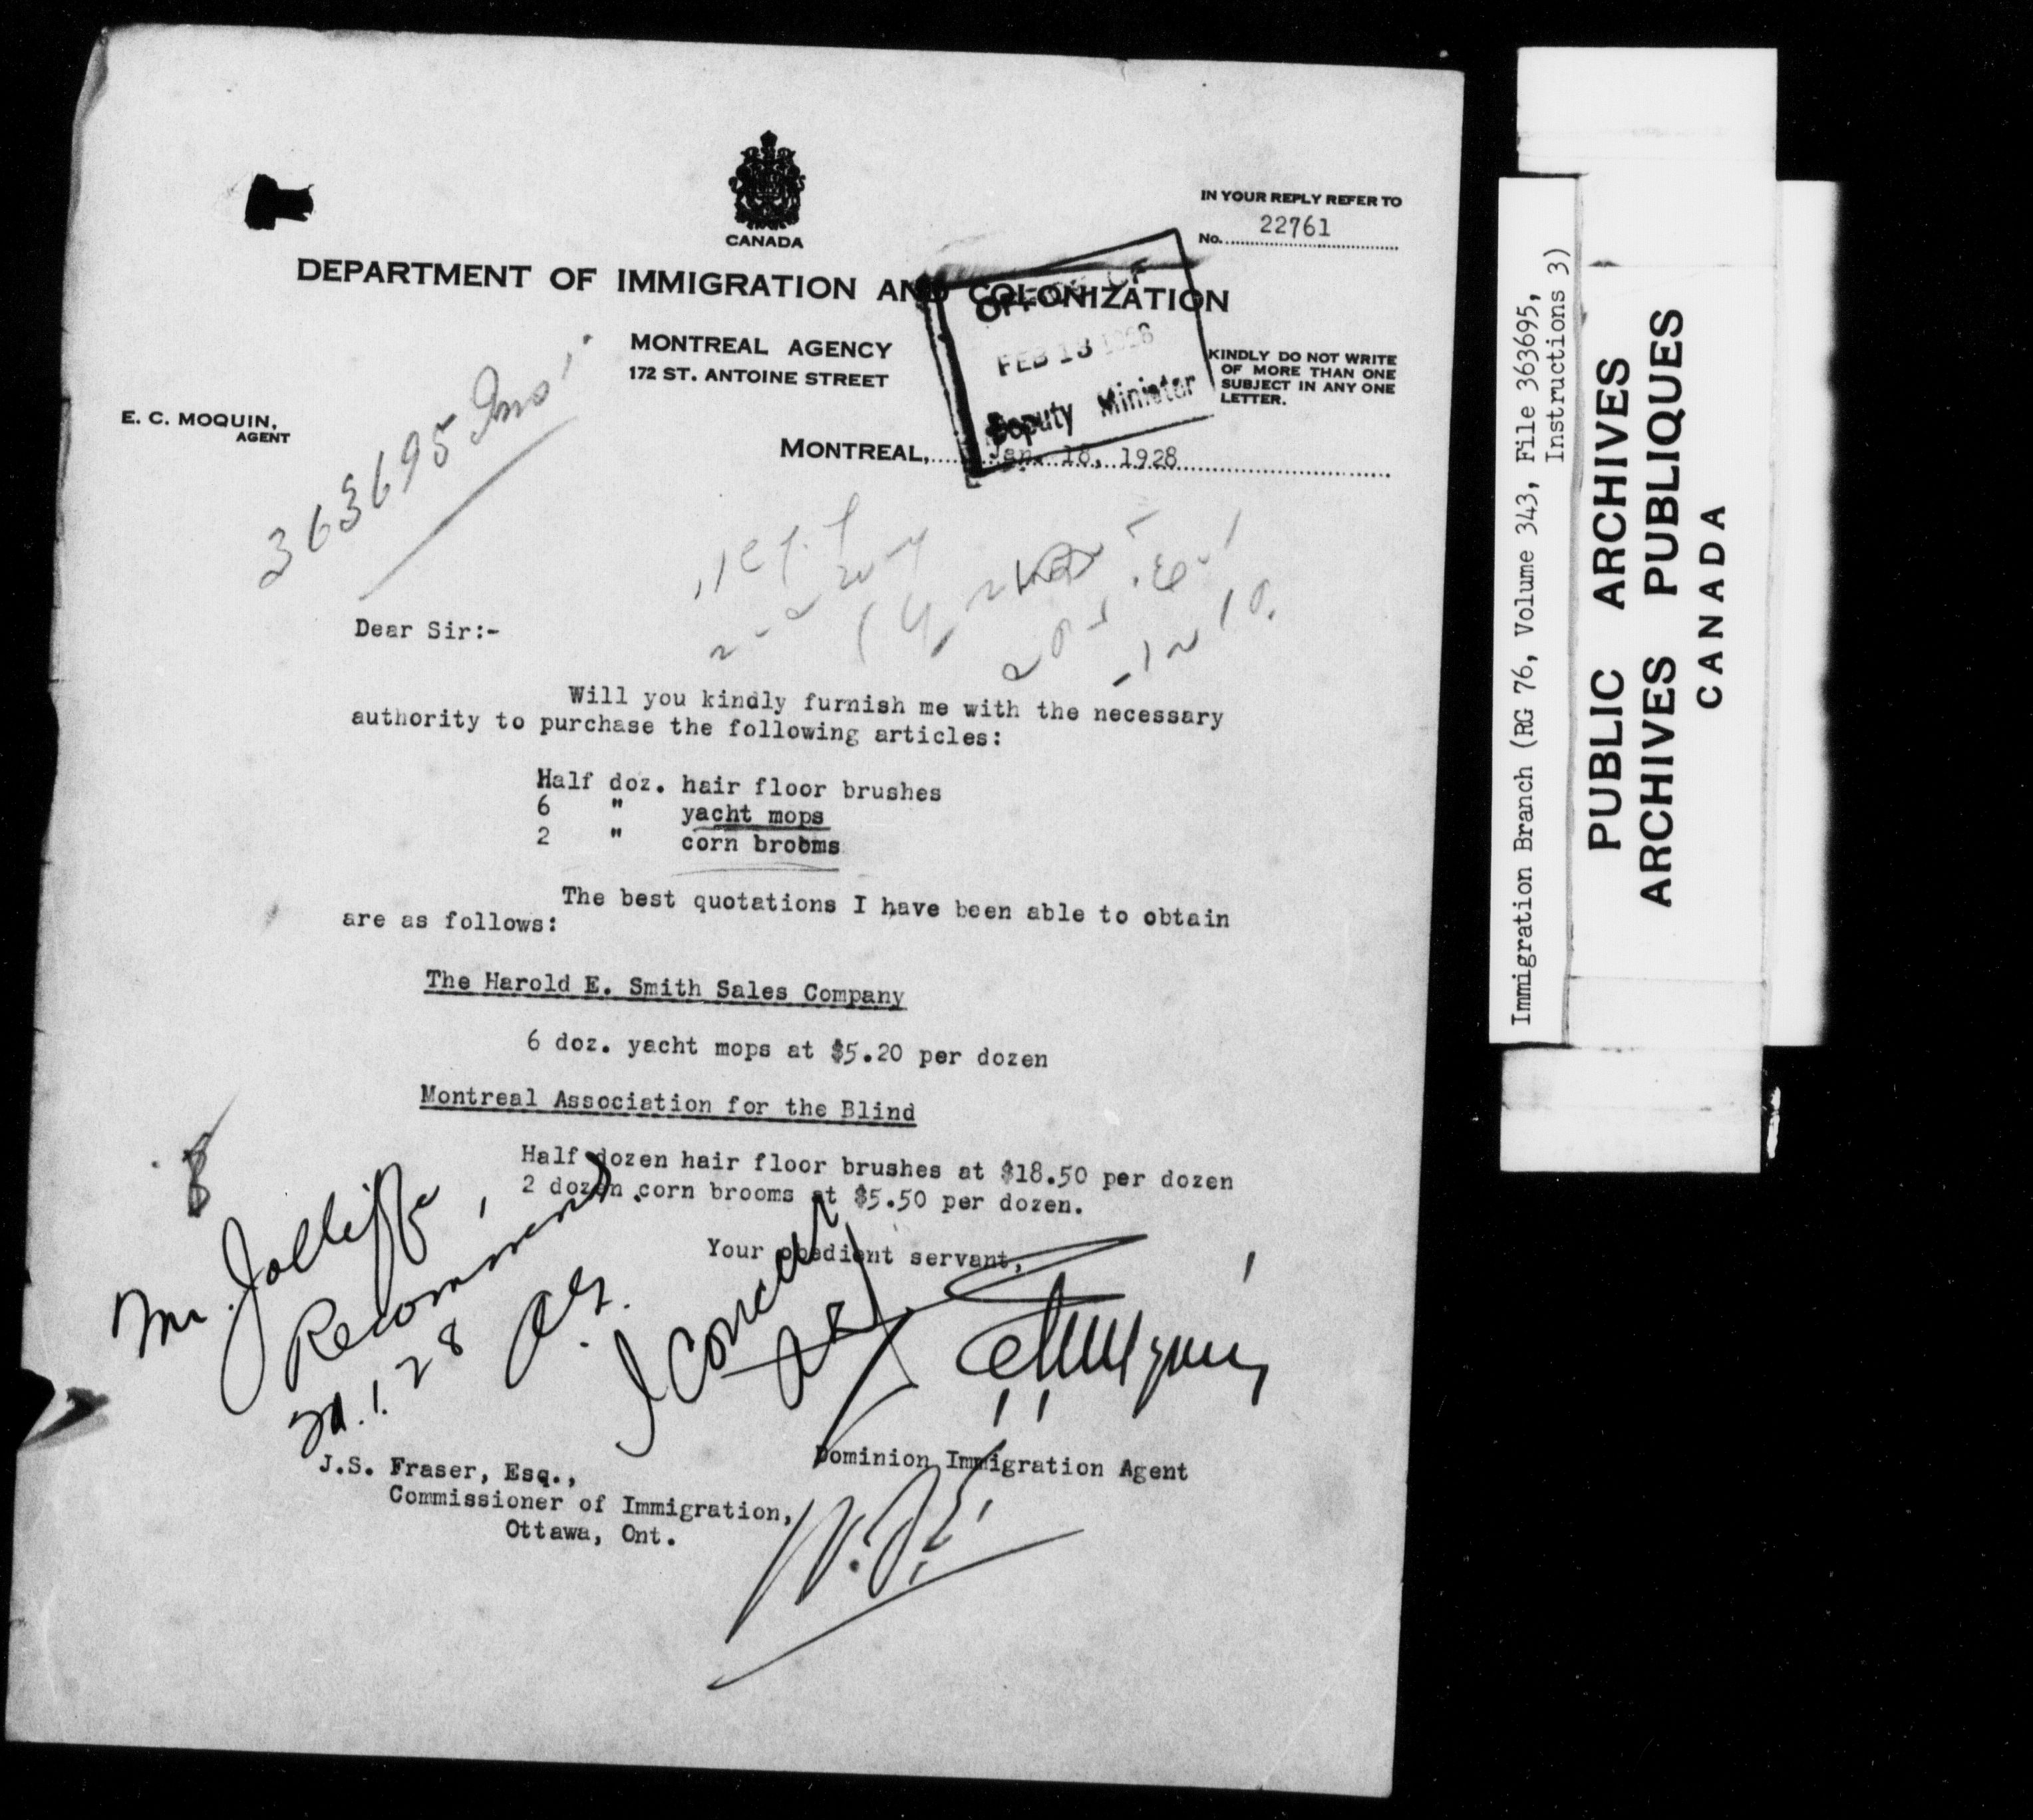 CANADA
IN YOUR REPLY REFER TO
No. 22761
DEPARTMENT OF IMMIGRATION AND COLONIZATION
OFFICE OF
FEB 13 1928
Deputy Minister
MONTREAL AGENCY
172 ST. ANTOINE STREET
KINDLY DO NOT WRITE
OF MORE THAN ONE
SUBJECT IN ANY ONE
LETTER.
E. C. MOQUIN,
AGENT
MONTREAL, Jan. 18, 1928
363695
Dear Sir:-
Will you kindly furnish me with the necessary
authority to purchase the following articles:
Half doz. hair floor brushes
6 " yacht mops
2 " corn brooms
The best quotations I have been able to obtain
are as follows:
The Harold E. Smith Sales Company
6 doz. yacht mops at $5.20 per dozen
Montreal Association for the Blind
Half dozen hair floor brushes at $18.50 per dozen
2 dozen corn brooms at $5.50 per dozen.
Your obedient servant,
Mr. Jolliffe,
Recommend.
I concur
Dominion Immigration Agent
J.S. Fraser, Esq.,
Commissioner of Immigration,
Ottawa, Ont.
Immigration Branch (RG 76, Volume 343, File 363695,
Instructions 3)
PUBLIC ARCHIVES
ARCHIVES PUBLIQUES
CANADA